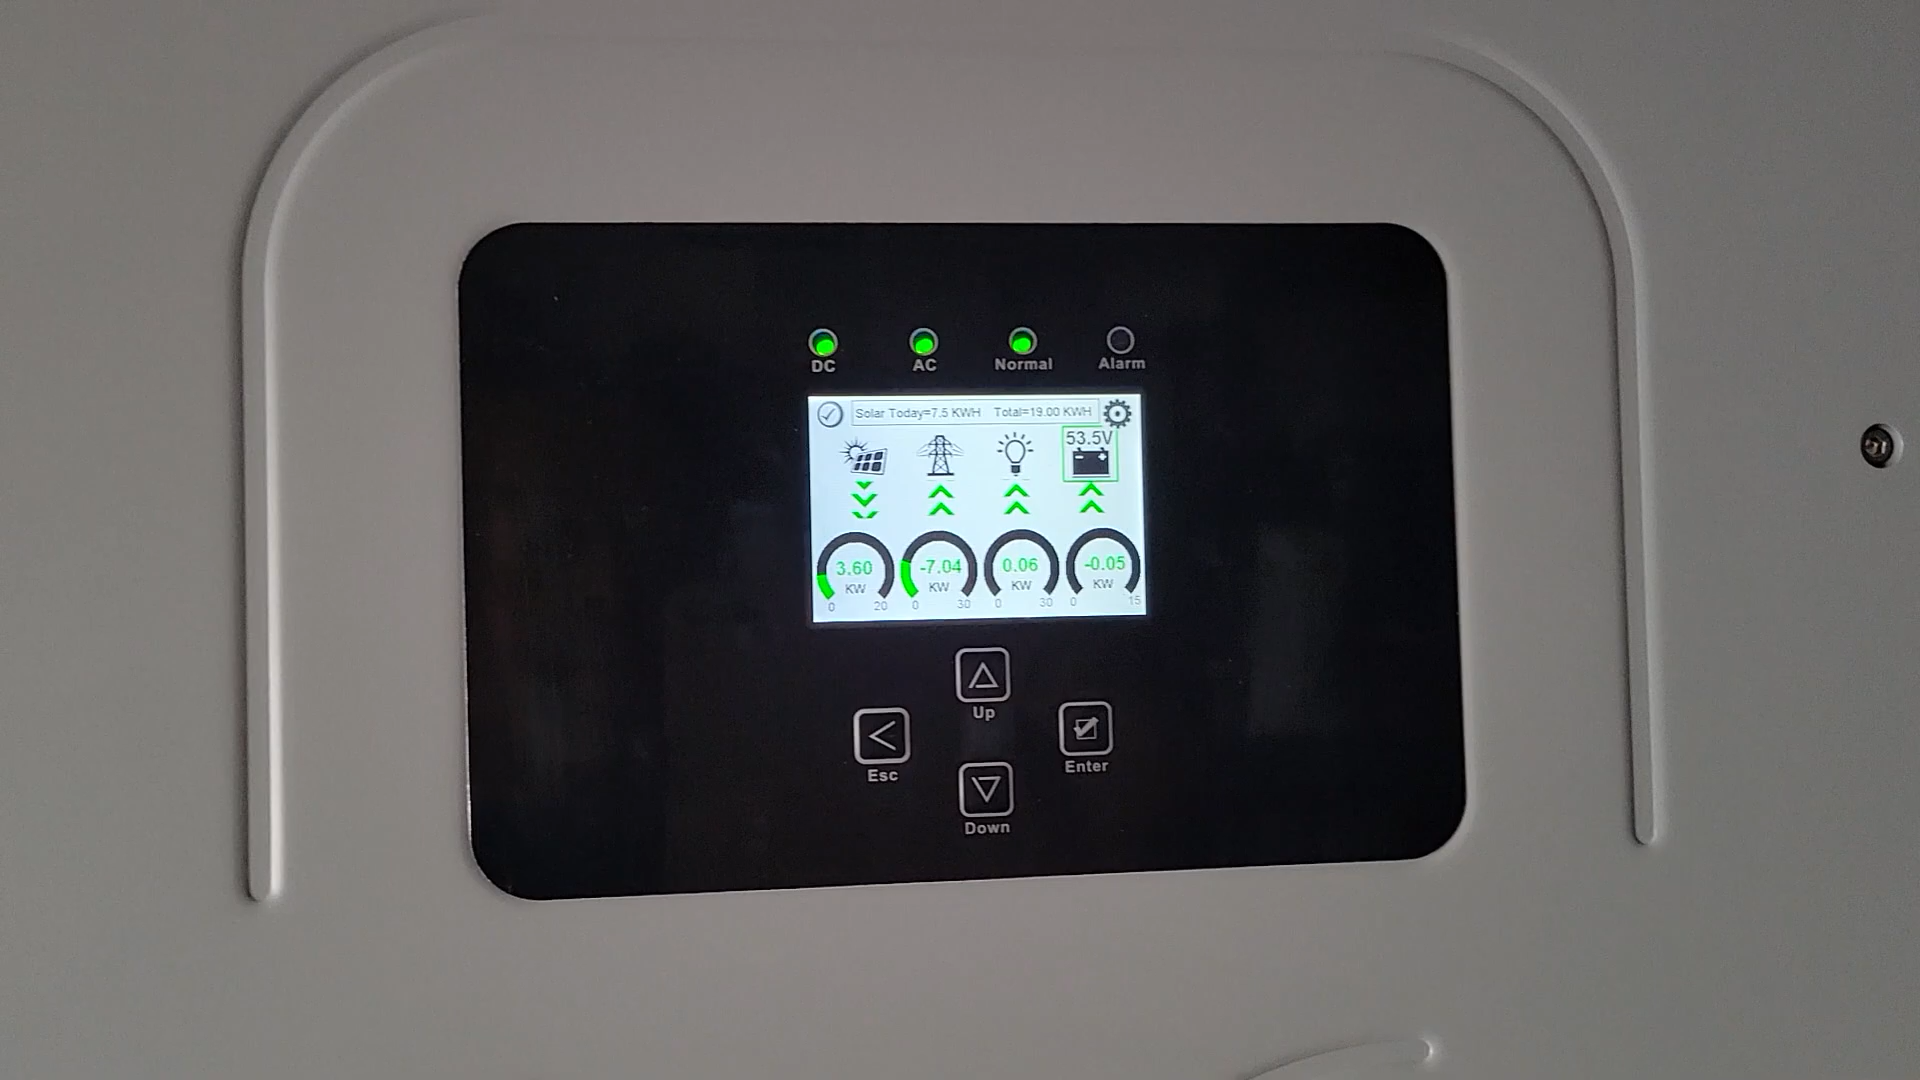 DC AC Normal Alarm
Solar Today=7.5 KWH Total=19.00 KWH
53.5V
3.60 -7.04 0.06 -0.05
KW KW KW KW
0 20 0 30 0 30 0 15
Up
Esc Enter
Down